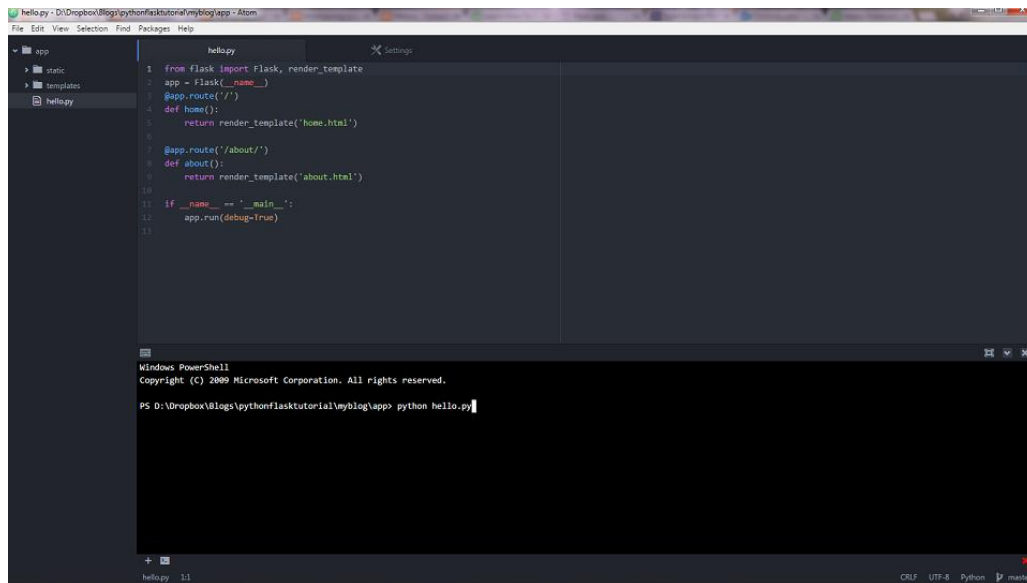 hello.py - D:\Dropbox\Blogs\pythonflasktutorial\myblog\app - Atom
File Edit View Selection Find Packages Help
app
static
templates
hello.py
hello.py
Settings
1 from flask import Flask, render_template
2 app = Flask(__name__)
3 @app.route('/')
4 def home():
5 return render_template('home.html')
6
7 @app.route('/about/')
8 def about():
9 return render_template('about.html')
10
11 if __name__ == '__main__':
12 app.run(debug=True)
13
Windows PowerShell
Copyright (C) 2009 Microsoft Corporation. All rights reserved.
PS D:\Dropbox\Blogs\pythonflasktutorial\myblog\app> python hello.py
hello.py 1:1
CRLF UTF-8 Python maste